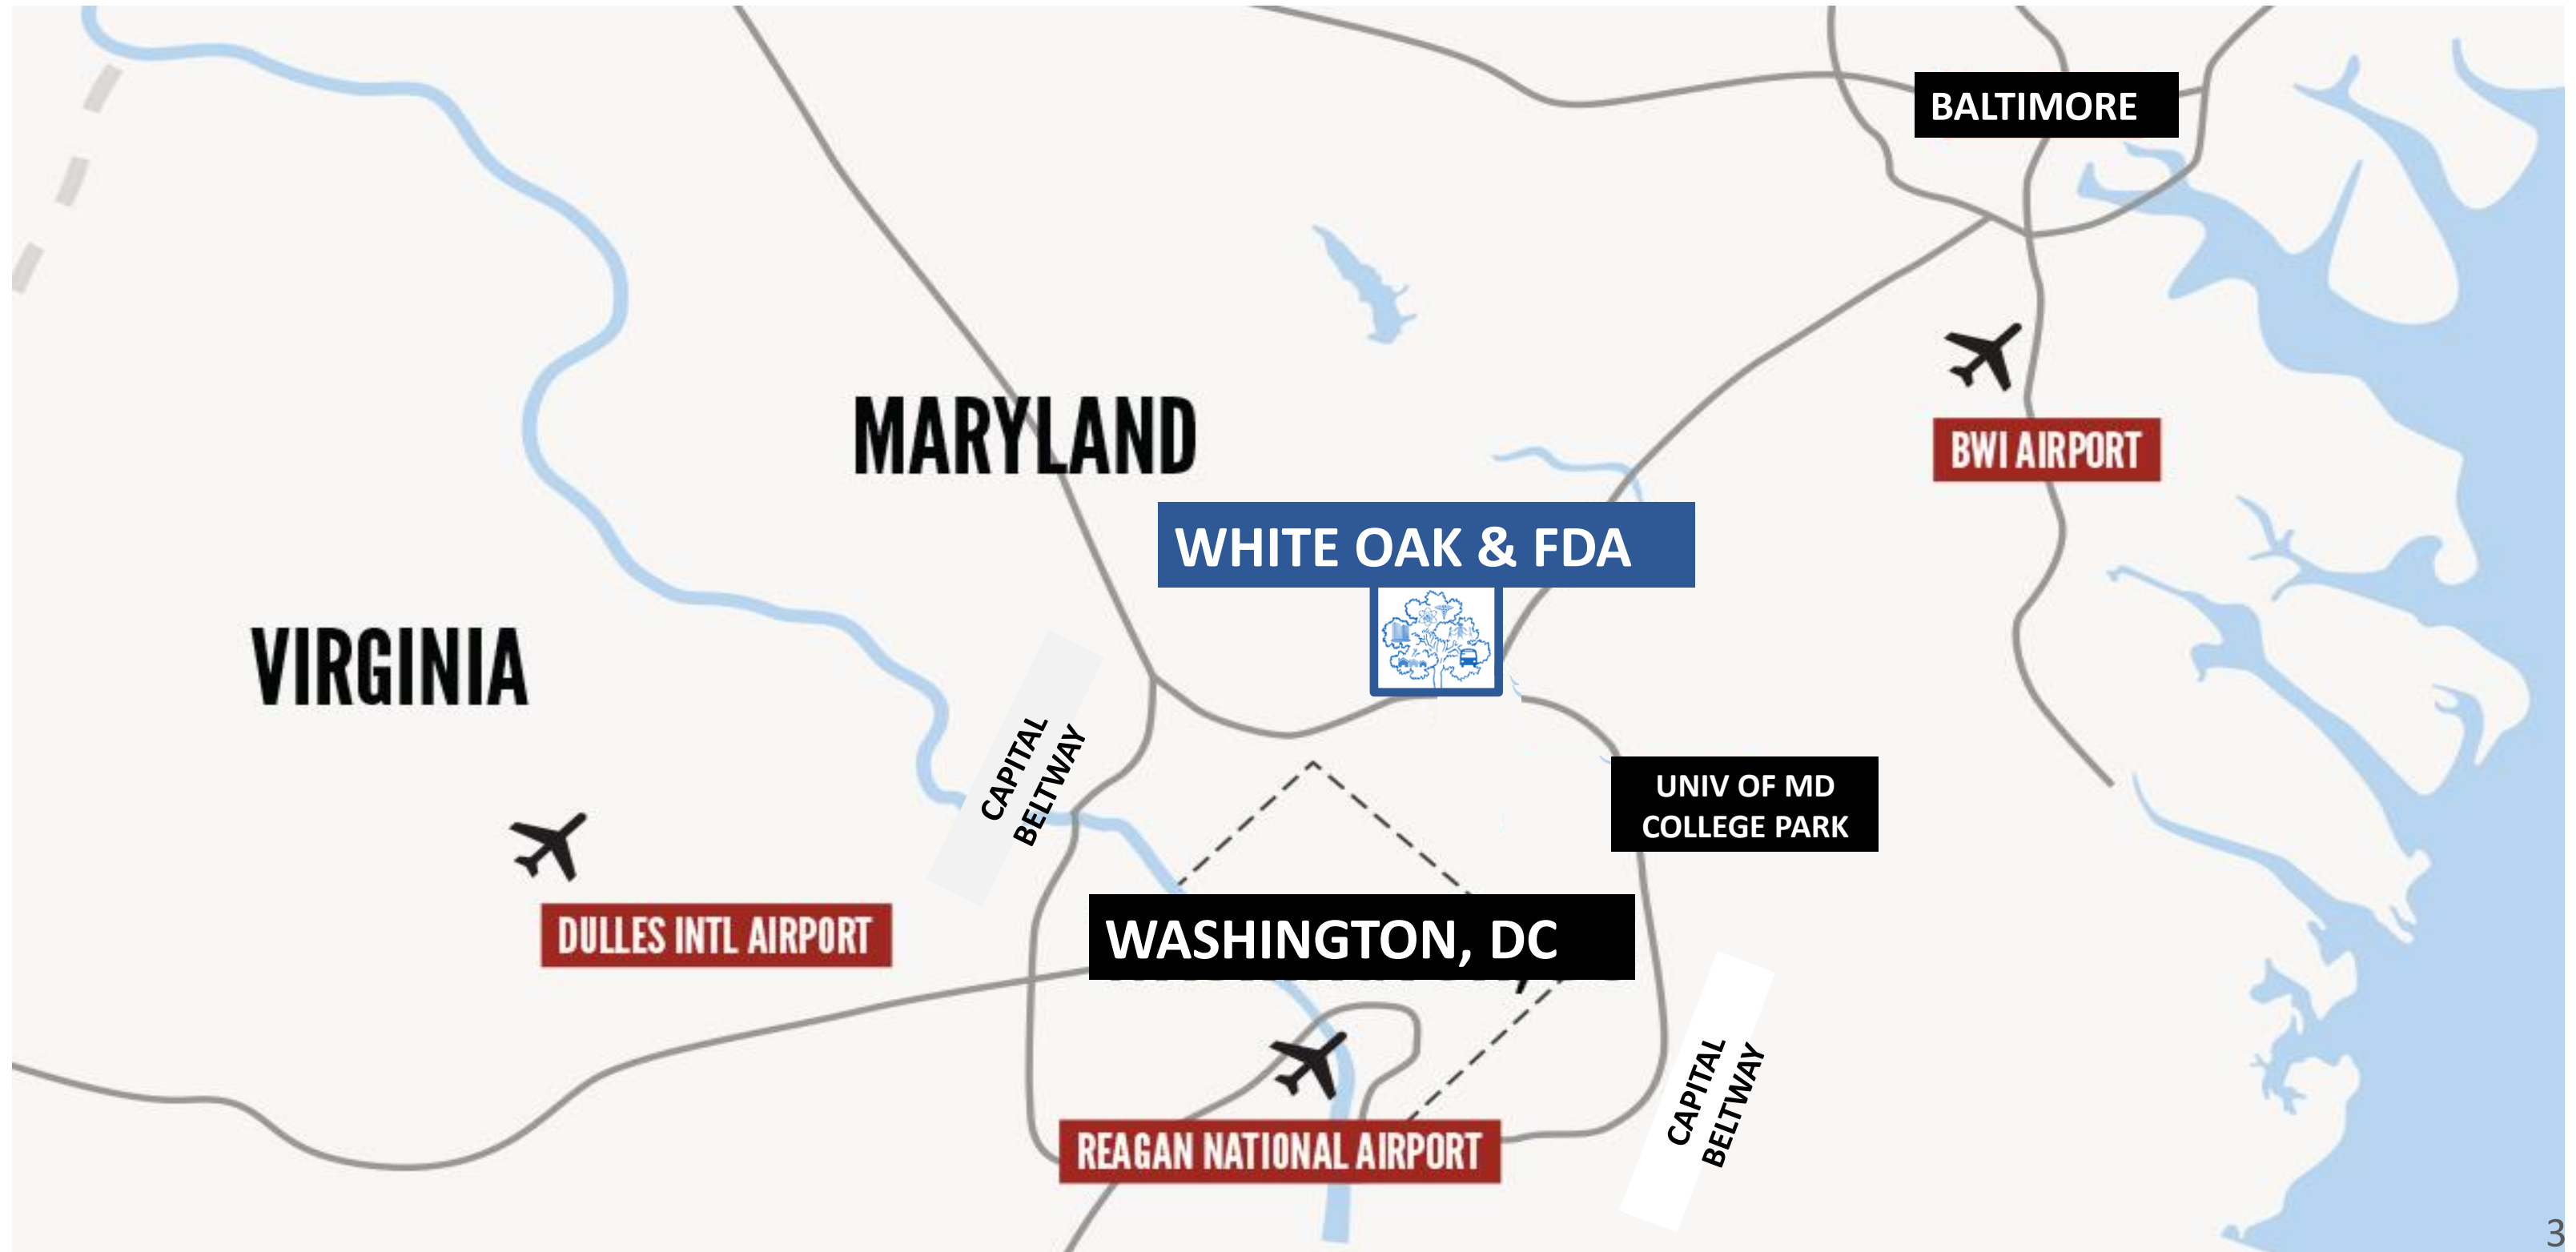 BALTIMORE
MARYLAND
BWI AIRPORT
WHITE OAK & FDA
VIRGINIA
CAPITAL
BELTWAY
UNIV OF MD
COLLEGE PARK
DULLES INTL AIRPORT
WASHINGTON, DC
CAPITAL
BELTWAY
REAGAN NATIONAL AIRPORT
3